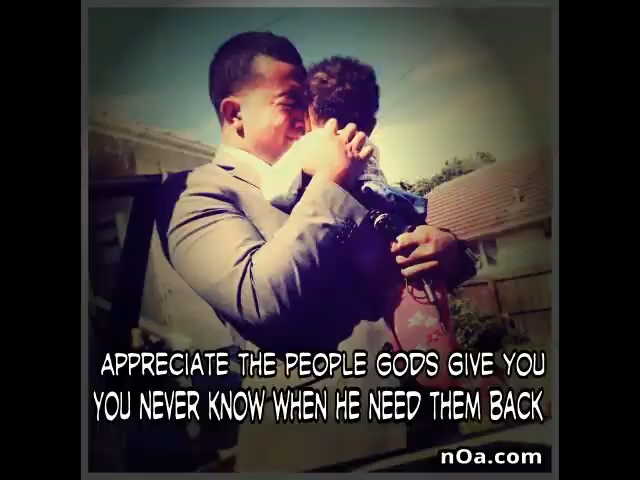 APPRECIATE THE PEOPLE GODS GIVE YOU
YOU NEVER KNOW WHEN HE NEED THEM BACK
nOa.com